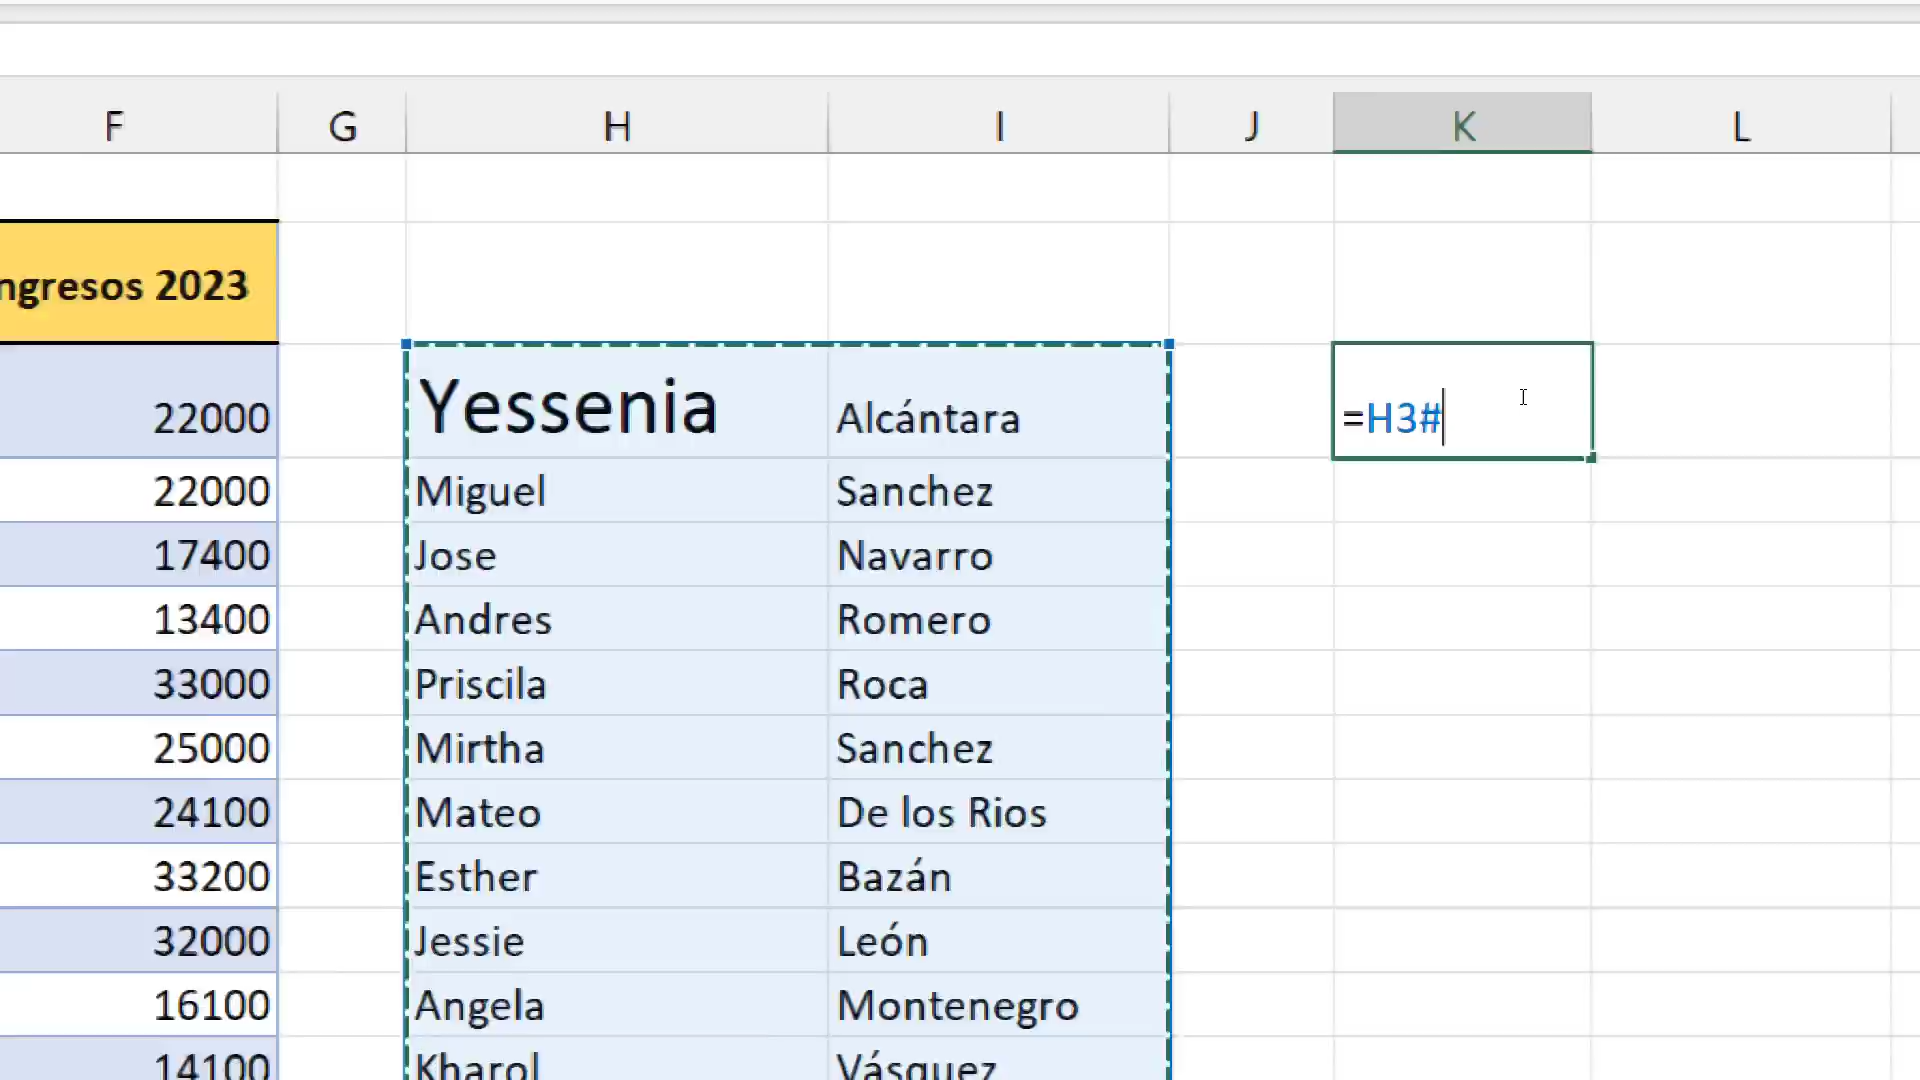 F G H I J K L
ngresos 2023
22000 Yessenia Alcántara =H3#
22000 Miguel Sanchez
17400 Jose Navarro
13400 Andres Romero
33000 Priscila Roca
25000 Mirtha Sanchez
24100 Mateo De los Rios
33200 Esther Bazán
32000 Jessie León
16100 Angela Montenegro
14100 Kharol Vásquez